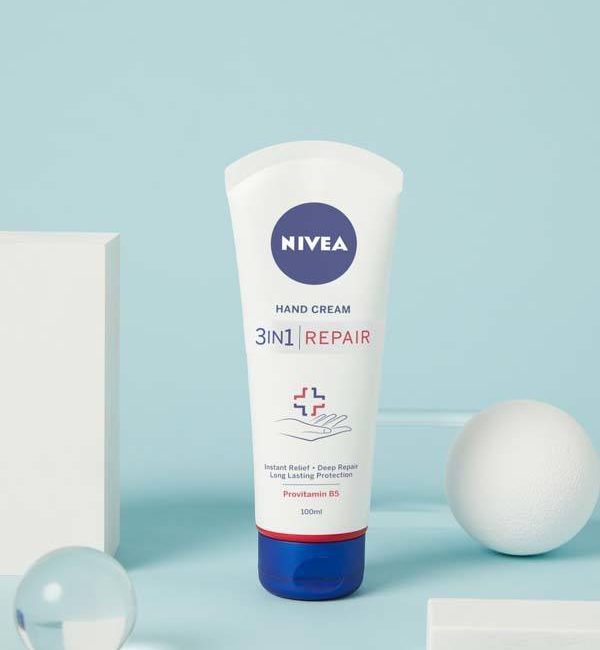 NIVEA
HAND CREAM
3IN1 | REPAIR
Instant Relief • Deep Repair
Long Lasting Protection
Provitamin B5
100ml